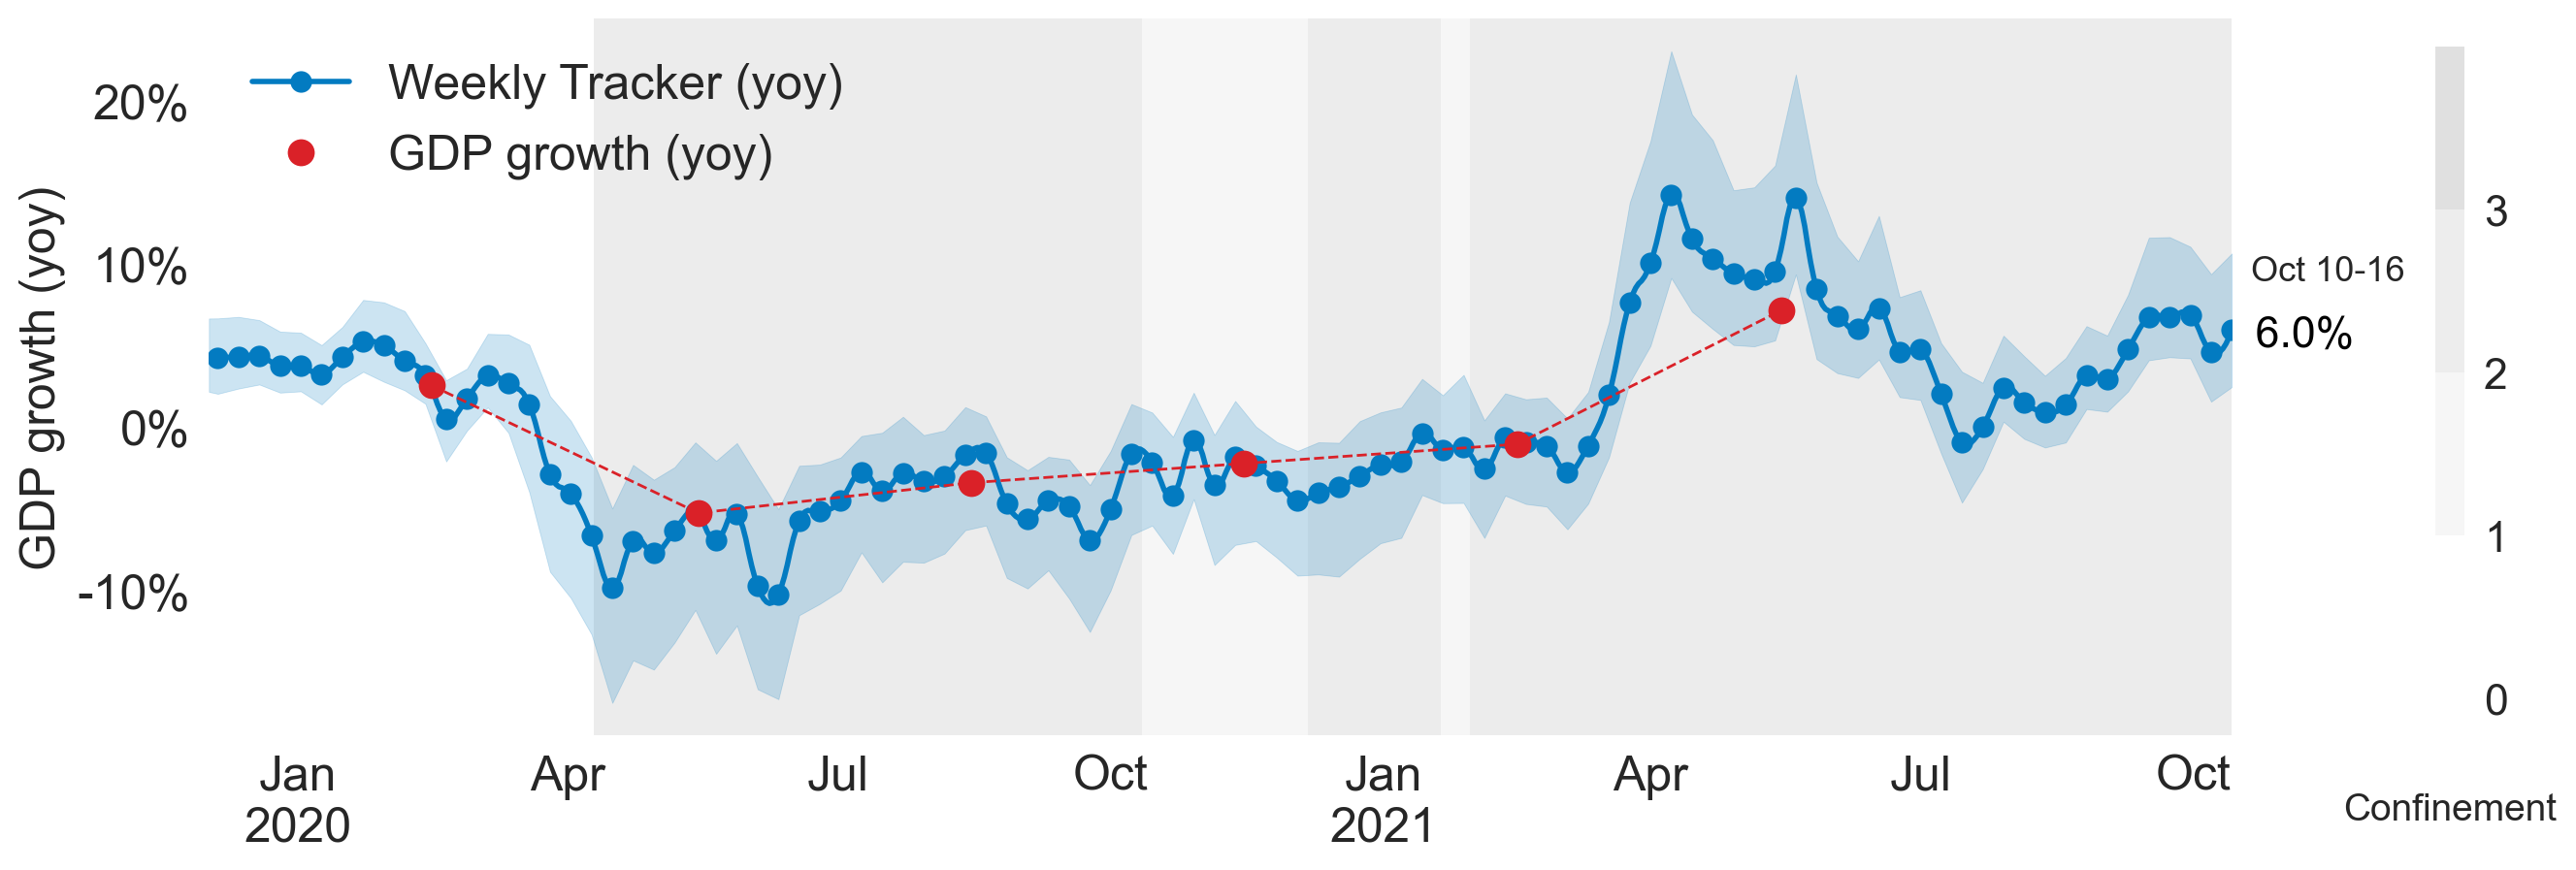 Weekly Tracker (yoy)
GDP growth (yoy)
GDP growth (yoy)
20%
10%
0%
-10%
Jan
2020
Apr
Jul
Oct
Jan
2021
Apr
Jul
Oct
Oct 10-16
6.0%
3
2
1
0
Confinement